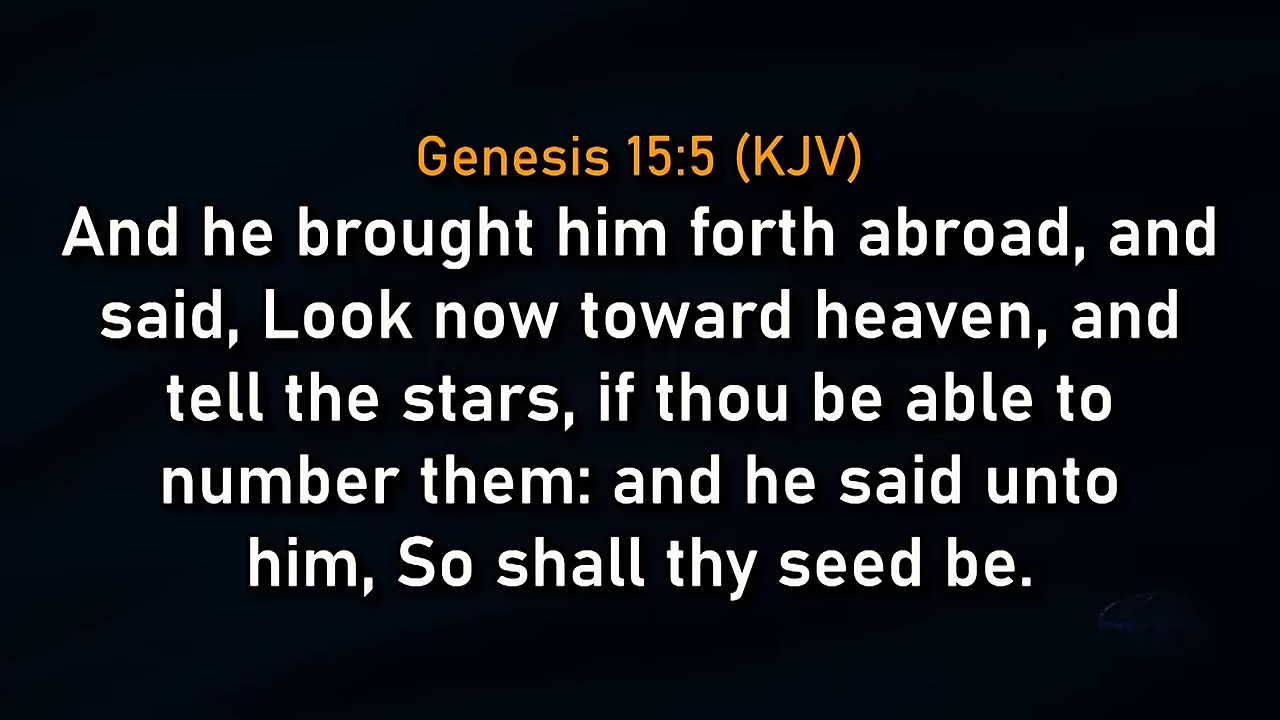 Genesis 15:5 (KJV)
And he brought him forth abroad, and
said, Look now toward heaven, and
tell the stars, if thou be able to
number them: and he said unto
him, So shall thy seed be.